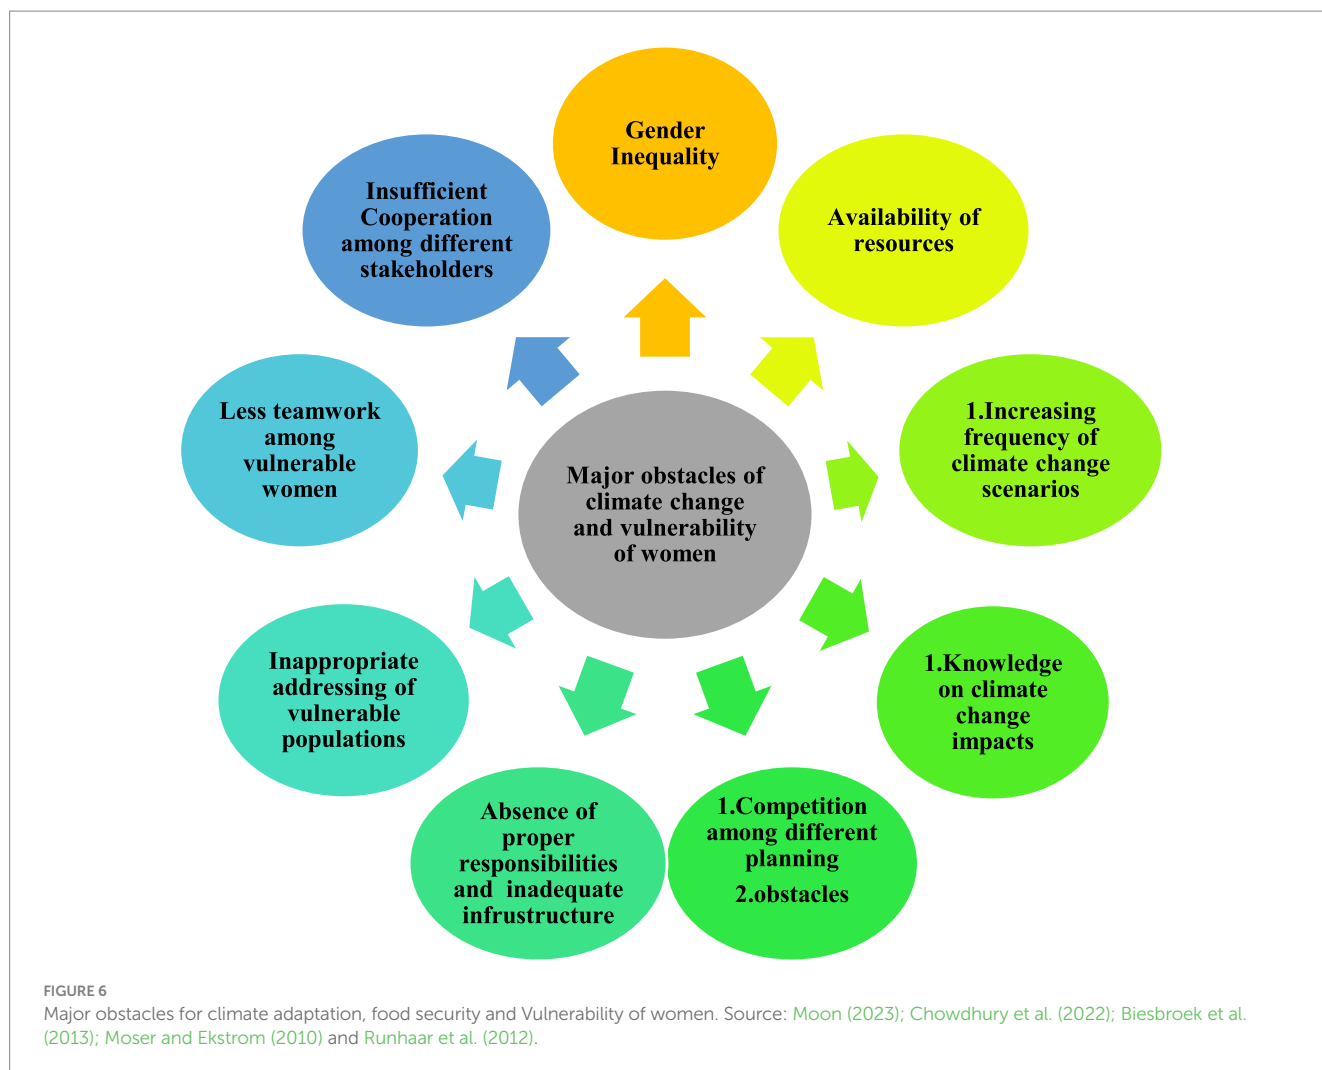 Gender
Inequality
Availability of
resources
1.Increasing
frequency of
climate change
scenarios
1.Knowledge
on climate
change
impacts
1.Competition
among different
planning
2.obstacles
Absence of
proper
responsibilities
and inadequate
infrustructure
Inappropriate
addressing of
vulnerable
populations
Less teamwork
among
vulnerable
women
Insufficient
Cooperation
among different
stakeholders
Major obstacles of
climate change
and vulnerability
of women
FIGURE 6
Major obstacles for climate adaptation, food security and Vulnerability of women. Source: Moon (2023); Chowdhury et al. (2022); Biesbroek et al.
(2013); Moser and Ekstrom (2010) and Runhaar et al. (2012).